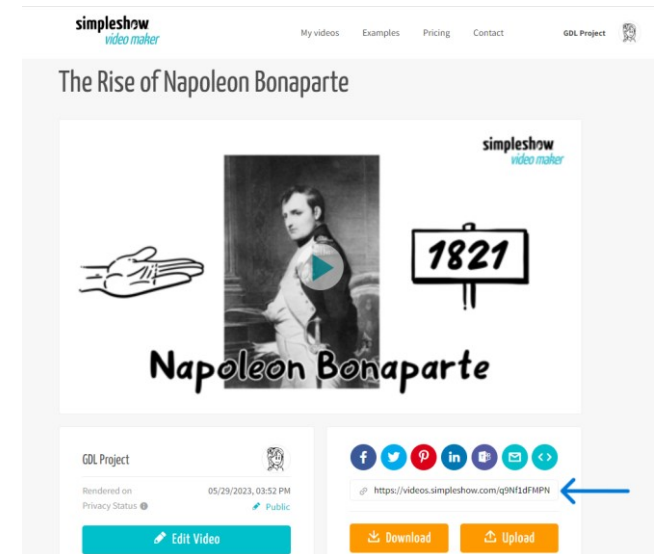 simpleshow
video maker
My videos Examples Pricing Contact GDL Project
The Rise of Napoleon Bonaparte
simpleshow
video maker
1821
Napoleon Bonaparte
GDL Project
Rendered on 05/29/2023, 03:52 PM
Privacy Status Public
Edit Video
https://videos.simpleshow.com/q9Nf1dFMPN
Download Upload